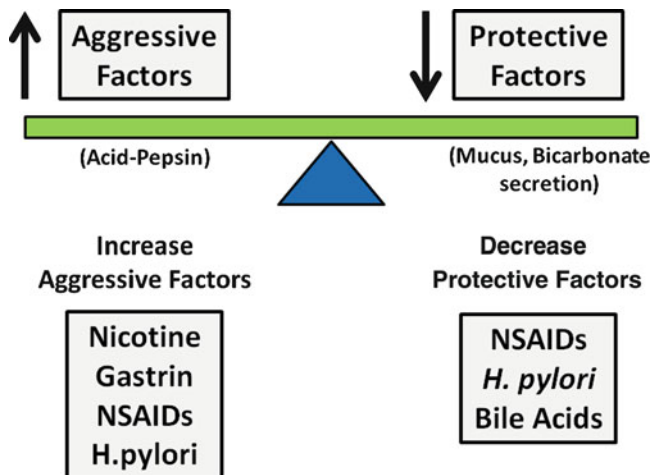 Aggressive
Factors
Protective
Factors
(Acid-Pepsin)
(Mucus, Bicarbonate
secretion)
Increase
Aggressive Factors
Decrease
Protective Factors
Nicotine
Gastrin
NSAIDs
H.pylori
NSAIDs
H. pylori
Bile Acids